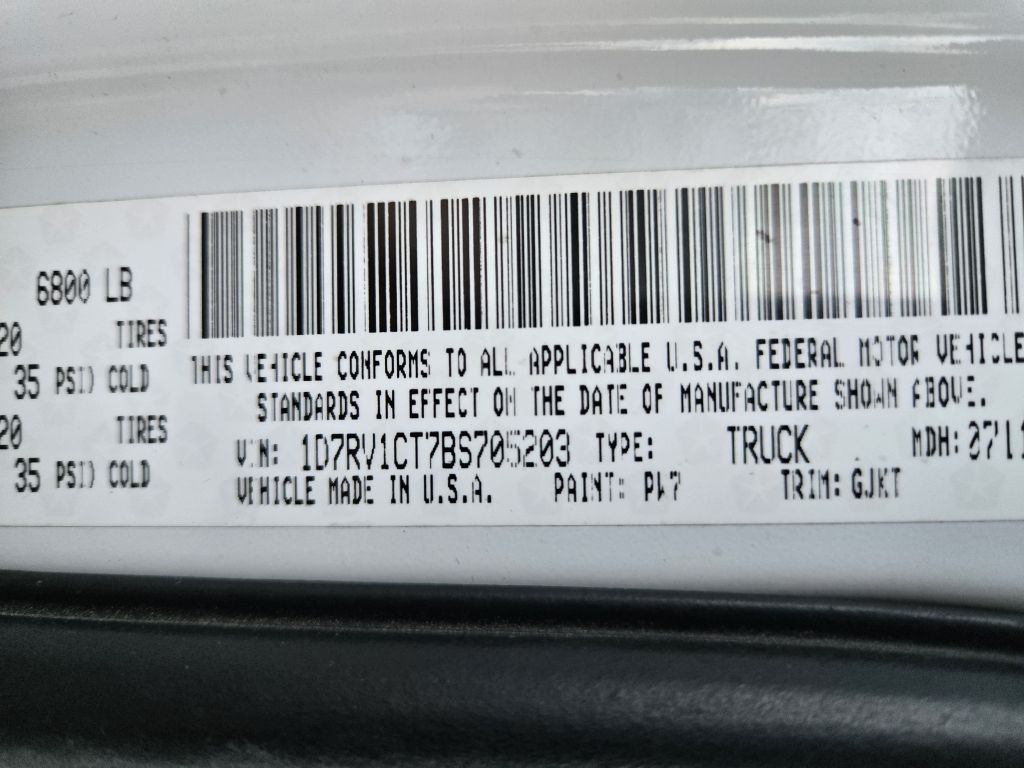 6800 LB
20 TIRES
35 PSI) COLD
20 TIRES
35 PSI) COLD
THIS VEHICLE CONFORMS TO ALL APPLICABLE U.S.A. FEDERAL MOTOR VEHICLE
STANDARDS IN EFFECT ON THE DATE OF MANUFACTURE SHOWN ABOVE.
VIN: 1D7RV1CT7BS705203 TYPE: TRUCK MDH:
VEHICLE MADE IN U.S.A. PAINT: PW7 TRIM: GJKT